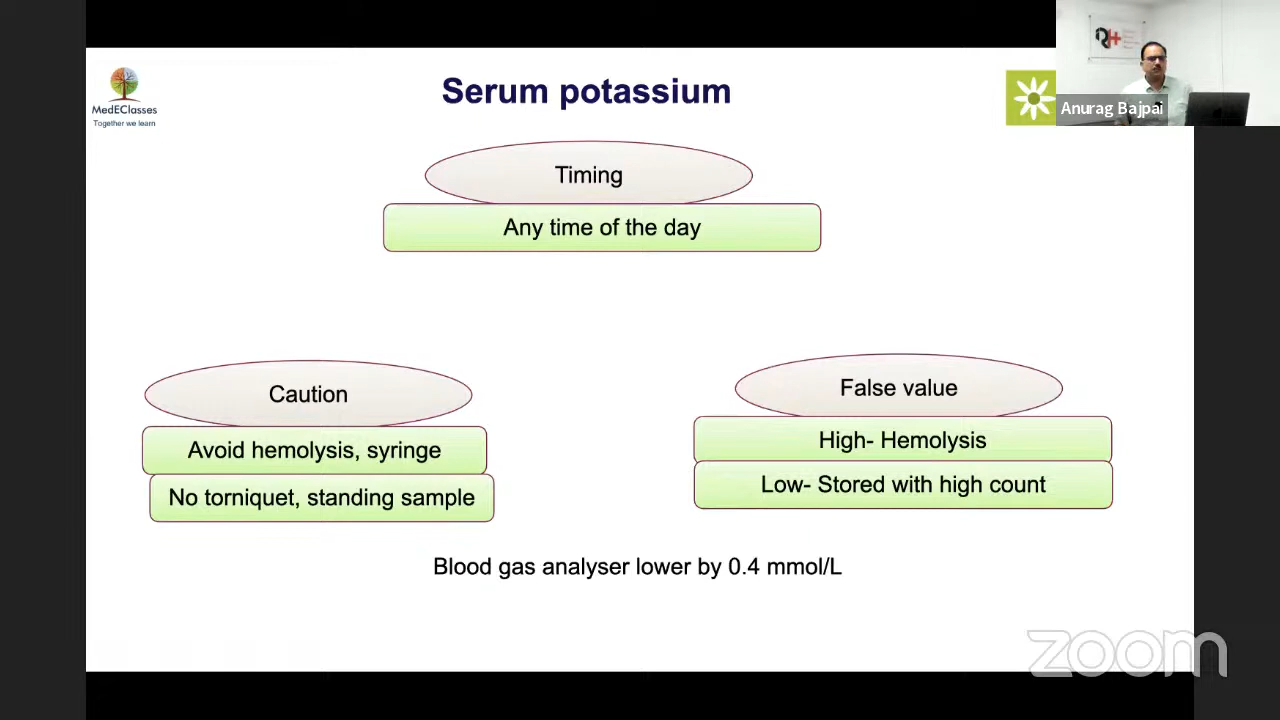 MedEClasses
Together we learn
Serum potassium
Anurag Bajpai
Timing
Any time of the day
Caution
Avoid hemolysis, syringe
No torniquet, standing sample
False value
High- Hemolysis
Low- Stored with high count
Blood gas analyser lower by 0.4 mmol/L
zoom